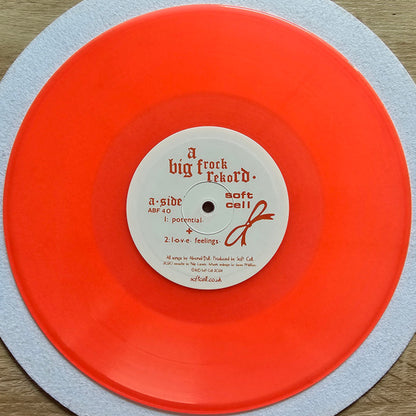 a
big frock
rekord.
a·side
ABF 40
soft
cell
1: potential
+
2: l.o.v.e. feelings.
All songs by Almond/Ball. Produced by Soft Cell.
softcell.co.uk